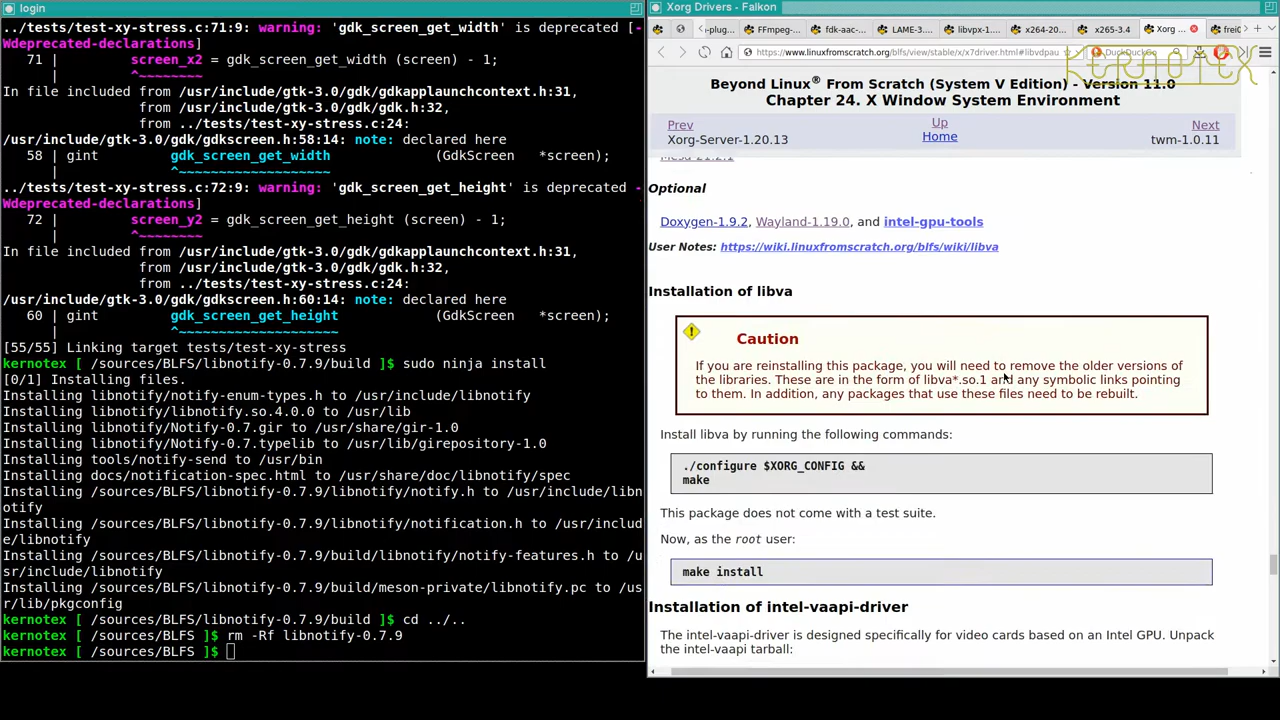 login
../tests/test-xy-stress.c:71:9: warning: 'gdk_screen_get_width' is deprecated [-
Wdeprecated-declarations]
71 | screen_x2 = gdk_screen_get_width (screen) - 1;
| ^~~~~~~~~
In file included from /usr/include/gtk-3.0/gdk/gdkapplaunchcontext.h:31,
from /usr/include/gtk-3.0/gdk/gdk.h:32,
from ../tests/test-xy-stress.c:24:
/usr/include/gtk-3.0/gdk/gdkscreen.h:58:14: note: declared here
58 | gint gdk_screen_get_width (GdkScreen *screen);
| ^~~~~~~~~~~~~~~~~~~~
../tests/test-xy-stress.c:72:9: warning: 'gdk_screen_get_height' is deprecated [-
Wdeprecated-declarations]
72 | screen_y2 = gdk_screen_get_height (screen) - 1;
| ^~~~~~~~~
In file included from /usr/include/gtk-3.0/gdk/gdkapplaunchcontext.h:31,
from /usr/include/gtk-3.0/gdk/gdk.h:32,
from ../tests/test-xy-stress.c:24:
/usr/include/gtk-3.0/gdk/gdkscreen.h:60:14: note: declared here
60 | gint gdk_screen_get_height (GdkScreen *screen);
| ^~~~~~~~~~~~~~~~~~~~~
[55/55] Linking target tests/test-xy-stress
kernotex [ /sources/BLFS/libnotify-0.7.9/build ]$ sudo ninja install
[0/1] Installing files.
Installing libnotify/notify-enum-types.h to /usr/include/libnotify
Installing libnotify/libnotify.so.4.0.0 to /usr/lib
Installing libnotify/Notify-0.7.gir to /usr/share/gir-1.0
Installing libnotify/Notify-0.7.typelib to /usr/lib/girepository-1.0
Installing tools/notify-send to /usr/bin
Installing docs/notification-spec.html to /usr/share/doc/libnotify/spec
Installing /sources/BLFS/libnotify-0.7.9/libnotify/notify.h to /usr/include/libn
otify
Installing /sources/BLFS/libnotify-0.7.9/libnotify/notification.h to /usr/includ
e/libnotify
Installing /sources/BLFS/libnotify-0.7.9/build/libnotify/notify-features.h to /u
sr/include/libnotify
Installing /sources/BLFS/libnotify-0.7.9/build/meson-private/libnotify.pc to /us
r/lib/pkgconfig
kernotex [ /sources/BLFS/libnotify-0.7.9/build ]$ cd ../..
kernotex [ /sources/BLFS ]$ rm -Rf libnotify-0.7.9
kernotex [ /sources/BLFS ]$
Xorg Drivers - Falkon
-plug... FFmpeg-... fdk-aac-... LAME-3.... libvpx-1.... x264-20... x265-3.4 Xorg ... frei0
https://www.linuxfromscratch.org/blfs/view/stable/x/x7driver.html#libvdpau DuckDuckGo
KERNOTEX
Beyond Linux® From Scratch (System V Edition) - Version 11.0
Chapter 24. X Window System Environment
Prev Up Next
Xorg-Server-1.20.13 Home twm-1.0.11
Mesa-21.2.1
Optional
Doxygen-1.9.2, Wayland-1.19.0, and intel-gpu-tools
User Notes: https://wiki.linuxfromscratch.org/blfs/wiki/libva
Installation of libva
Caution
If you are reinstalling this package, you will need to remove the older versions of
the libraries. These are in the form of libva*.so.1 and any symbolic links pointing
to them. In addition, any packages that use these files need to be rebuilt.
Install libva by running the following commands:
./configure $XORG_CONFIG &&
make
This package does not come with a test suite.
Now, as the root user:
make install
Installation of intel-vaapi-driver
The intel-vaapi-driver is designed specifically for video cards based on an Intel GPU. Unpack
the intel-vaapi tarball: